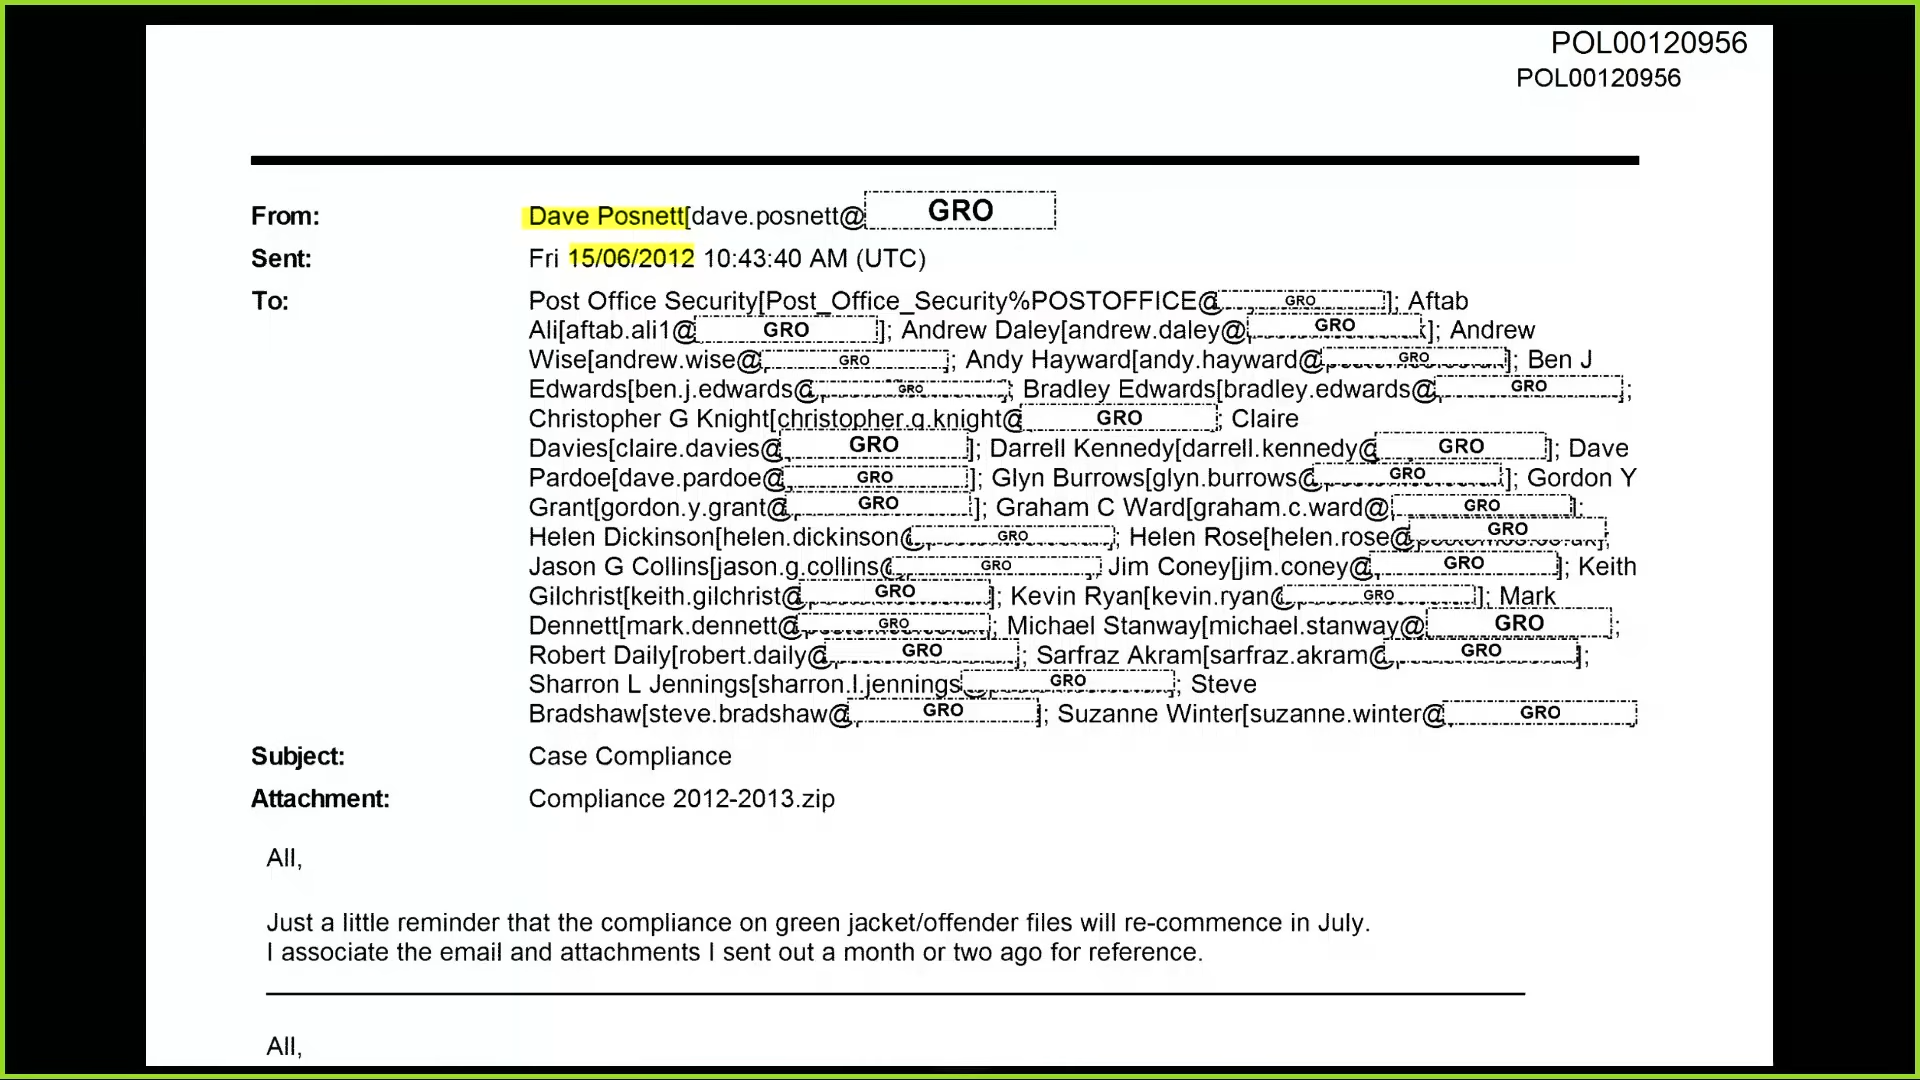 POL00120956
POL00120956
From: Dave Posnett[dave.posnett@ GRO
Sent: Fri 15/06/2012 10:43:40 AM (UTC)
To: Post Office Security[Post_Office_Security%POSTOFFICE@ GRO ]; Aftab
Ali[aftab.ali1@ GRO ]; Andrew Daley[andrew.daley@ GRO ]; Andrew
Wise[andrew.wise@ GRO ; Andy Hayward[andy.hayward@ GRO ]; Ben J
Edwards[ben.j.edwards@ GRO ; Bradley Edwards[bradley.edwards@ GRO ;
Christopher G Knight[christopher.g.knight@ GRO ; Claire
Davies[claire.davies@ GRO ]; Darrell Kennedy[darrell.kennedy@ GRO ]; Dave
Pardoe[dave.pardoe@ GRO ]; Glyn Burrows[glyn.burrows@ GRO ]; Gordon Y
Grant[gordon.y.grant@ GRO ]; Graham C Ward[graham.c.ward@ GRO ];
Helen Dickinson[helen.dickinson@ GRO ; Helen Rose[helen.rose@ GRO ;
Jason G Collins[jason.g.collins@ GRO ; Jim Coney[jim.coney@ GRO ]; Keith
Gilchrist[keith.gilchrist@ GRO ]; Kevin Ryan[kevin.ryan@ GRO ]; Mark
Dennett[mark.dennett@ GRO ; Michael Stanway[michael.stanway@ GRO ;
Robert Daily[robert.daily@ GRO ; Sarfraz Akram[sarfraz.akram@ GRO ];
Sharron L Jennings[sharron.l.jennings@ GRO ; Steve
Bradshaw[steve.bradshaw@ GRO ]; Suzanne Winter[suzanne.winter@ GRO
Subject: Case Compliance
Attachment: Compliance 2012-2013.zip
All,
Just a little reminder that the compliance on green jacket/offender files will re-commence in July.
I associate the email and attachments I sent out a month or two ago for reference.
All,